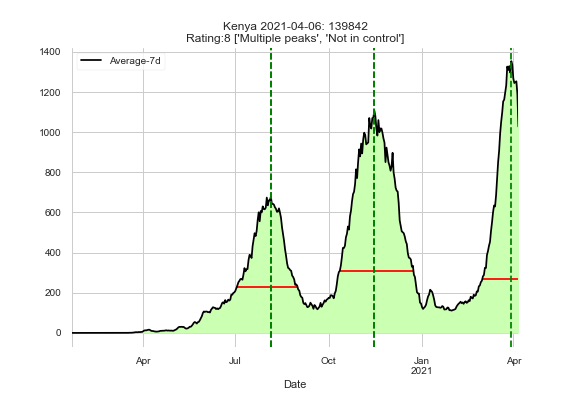 Kenya 2021-04-06: 139842
Rating:8 ['Multiple peaks', 'Not in control']
Average-7d
1400
1200
1000
800
600
400
200
0
Apr
Jul
Oct
Jan
2021
Apr
Date